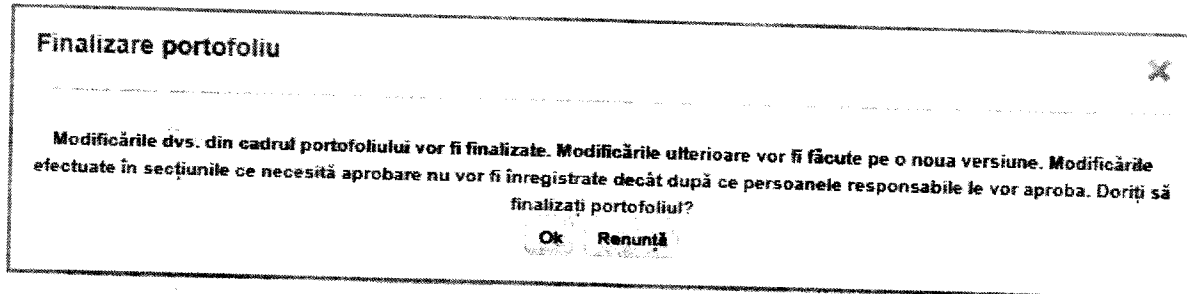 Finalizare portofoliu
Modificările dvs. din cadrul portofoliului vor fi finalizate. Modificările ulterioare vor fi făcute pe o noua versiune. Modificările
efectuate în secțiunile ce necesită aprobare nu vor fi înregistrate decât după ce persoanele responsabile le vor aproba. Doriți să
finalizați portofoliul?
Ok Renunță